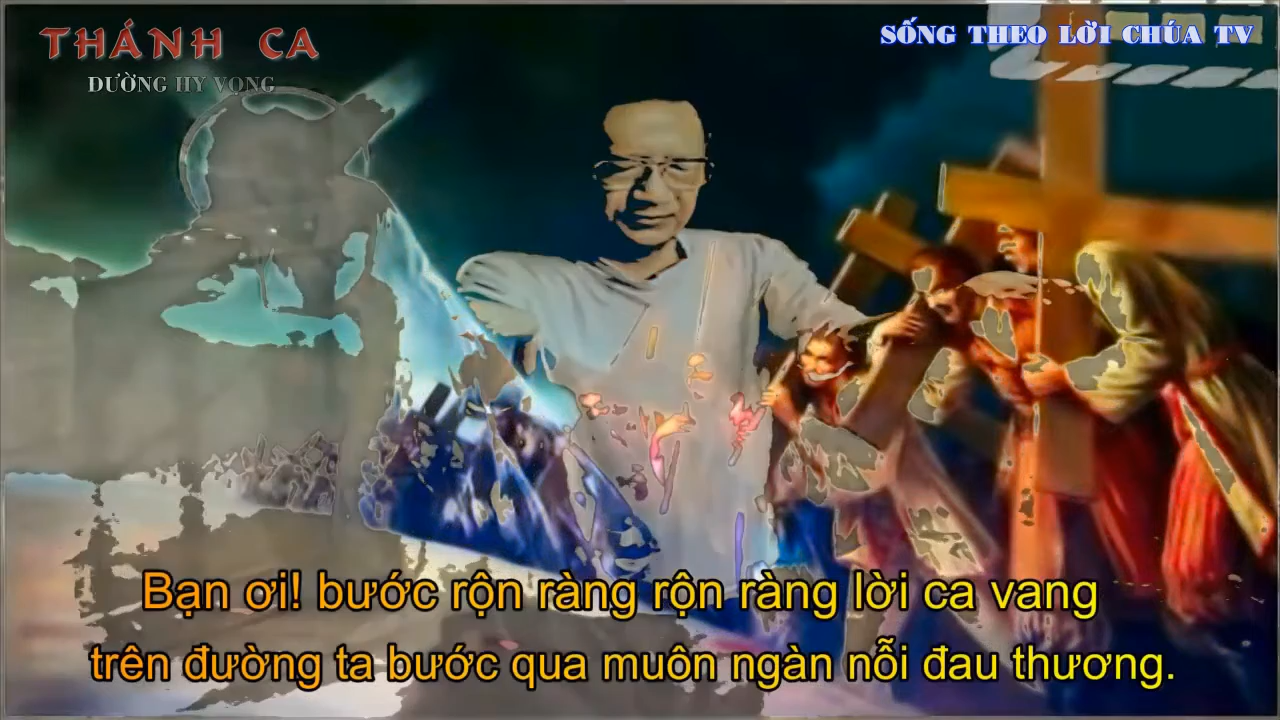 THÁNH CA
ĐƯỜNG HY VỌNG
SỐNG THEO LỜI CHÚA TV
Bạn ơi! bước rộn ràng rộn ràng lời ca vang
trên đường ta bước qua muôn ngàn nỗi đau thương.